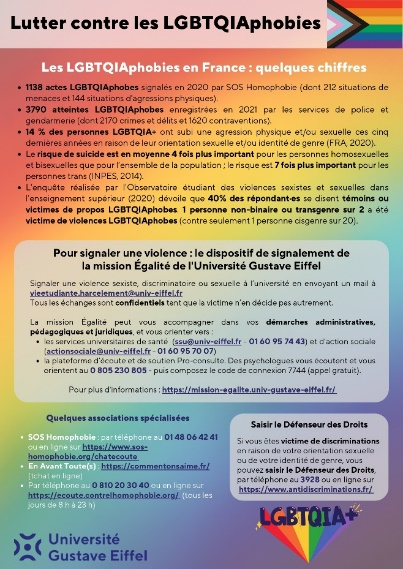 Lutter contre les LGBTQIAphobies
Les LGBTQIAphobies en France : quelques chiffres
• 1138 actes LGBTQIAphobes signalés en 2020 par SOS Homophobie (dont 212 situations de
menaces et 144 situations d'agressions physiques).
• 3790 atteintes LGBTQIAphobes enregistrées en 2021 par les services de police et
gendarmerie (dont 2170 crimes et délits et 1620 contraventions).
• 14 % des personnes LGBTQIA+ ont subi une agression physique et/ou sexuelle ces cinq
dernières années en raison de leur orientation sexuelle et/ou identité de genre (FRA, 2020).
• Le risque de suicide est en moyenne 4 fois plus important pour les personnes homosexuelles
et bisexuelles que pour l'ensemble de la population ; le risque est 7 fois plus important pour les
personnes trans (INPES, 2014).
• L'enquête réalisée par l'Observatoire étudiant des violences sexistes et sexuelles dans
l'enseignement supérieur (2020) dévoile que 40% des répondant·es se disent témoins ou
victimes de propos LGBTQIAphobes. 1 personne non-binaire ou transgenre sur 2 a été
victime de violences LGBTQIAphobes (contre seulement 1 personne cisgenre sur 20).
Pour signaler une violence : le dispositif de signalement de
la mission Égalité de l'Université Gustave Eiffel
Signaler une violence sexiste, discriminatoire ou sexuelle à l'université en envoyant un mail à
vieetudiante.harcelement@univ-eiffel.fr
Tous les échanges sont confidentiels tant que la victime n'en décide pas autrement.
La mission Égalité peut vous accompagner dans vos démarches administratives,
pédagogiques et juridiques, et vous orienter vers :
• les services universitaires de santé (ssu@univ-eiffel.fr - 01 60 95 74 43) et d'action sociale
(actionsociale@univ-eiffel.fr - 01 60 95 70 07)
• la plateforme d'écoute et de soutien Pro-consulte. Des psychologues vous écoutent et vous
orientent au 0 805 230 805 - puis composez le code de connexion 7744 (appel gratuit).
Pour plus d'informations : https://mission-egalite.univ-gustave-eiffel.fr/
Quelques associations spécialisées
• SOS Homophobie : par téléphone au 01 48 06 42 41
ou en ligne sur https://www.sos-
homophobie.org/chatecoute
• En Avant Toute(s) : https://commentonsaime.fr/
(tchat en ligne)
• Par téléphone au 0 810 20 30 40 ou en ligne sur
https://ecoute.contrelhomophobie.org/ (tous les
jours de 8 h à 23 h)
Saisir le Défenseur des Droits
Si vous êtes victime de discriminations
en raison de votre orientation sexuelle
ou de votre identité de genre, vous
pouvez saisir le Défenseur des Droits,
par téléphone au 3928 ou en ligne sur
https://www.antidiscriminations.fr/
LGBTQIA+
Université
Gustave Eiffel